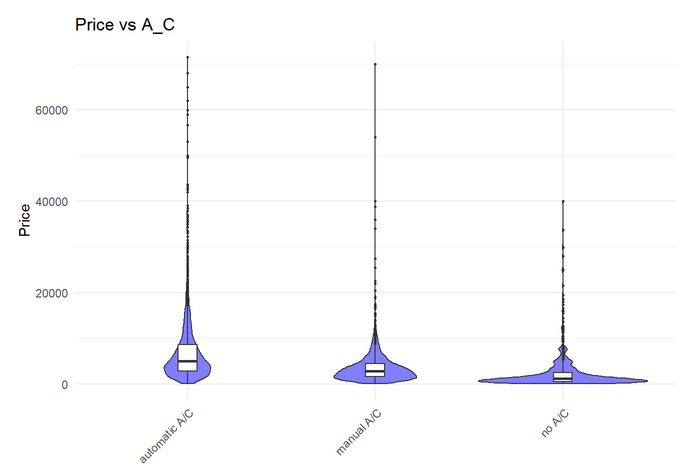 Price vs A_C
Price
60000
40000
20000
0
automatic A/C
manual A/C
no A/C